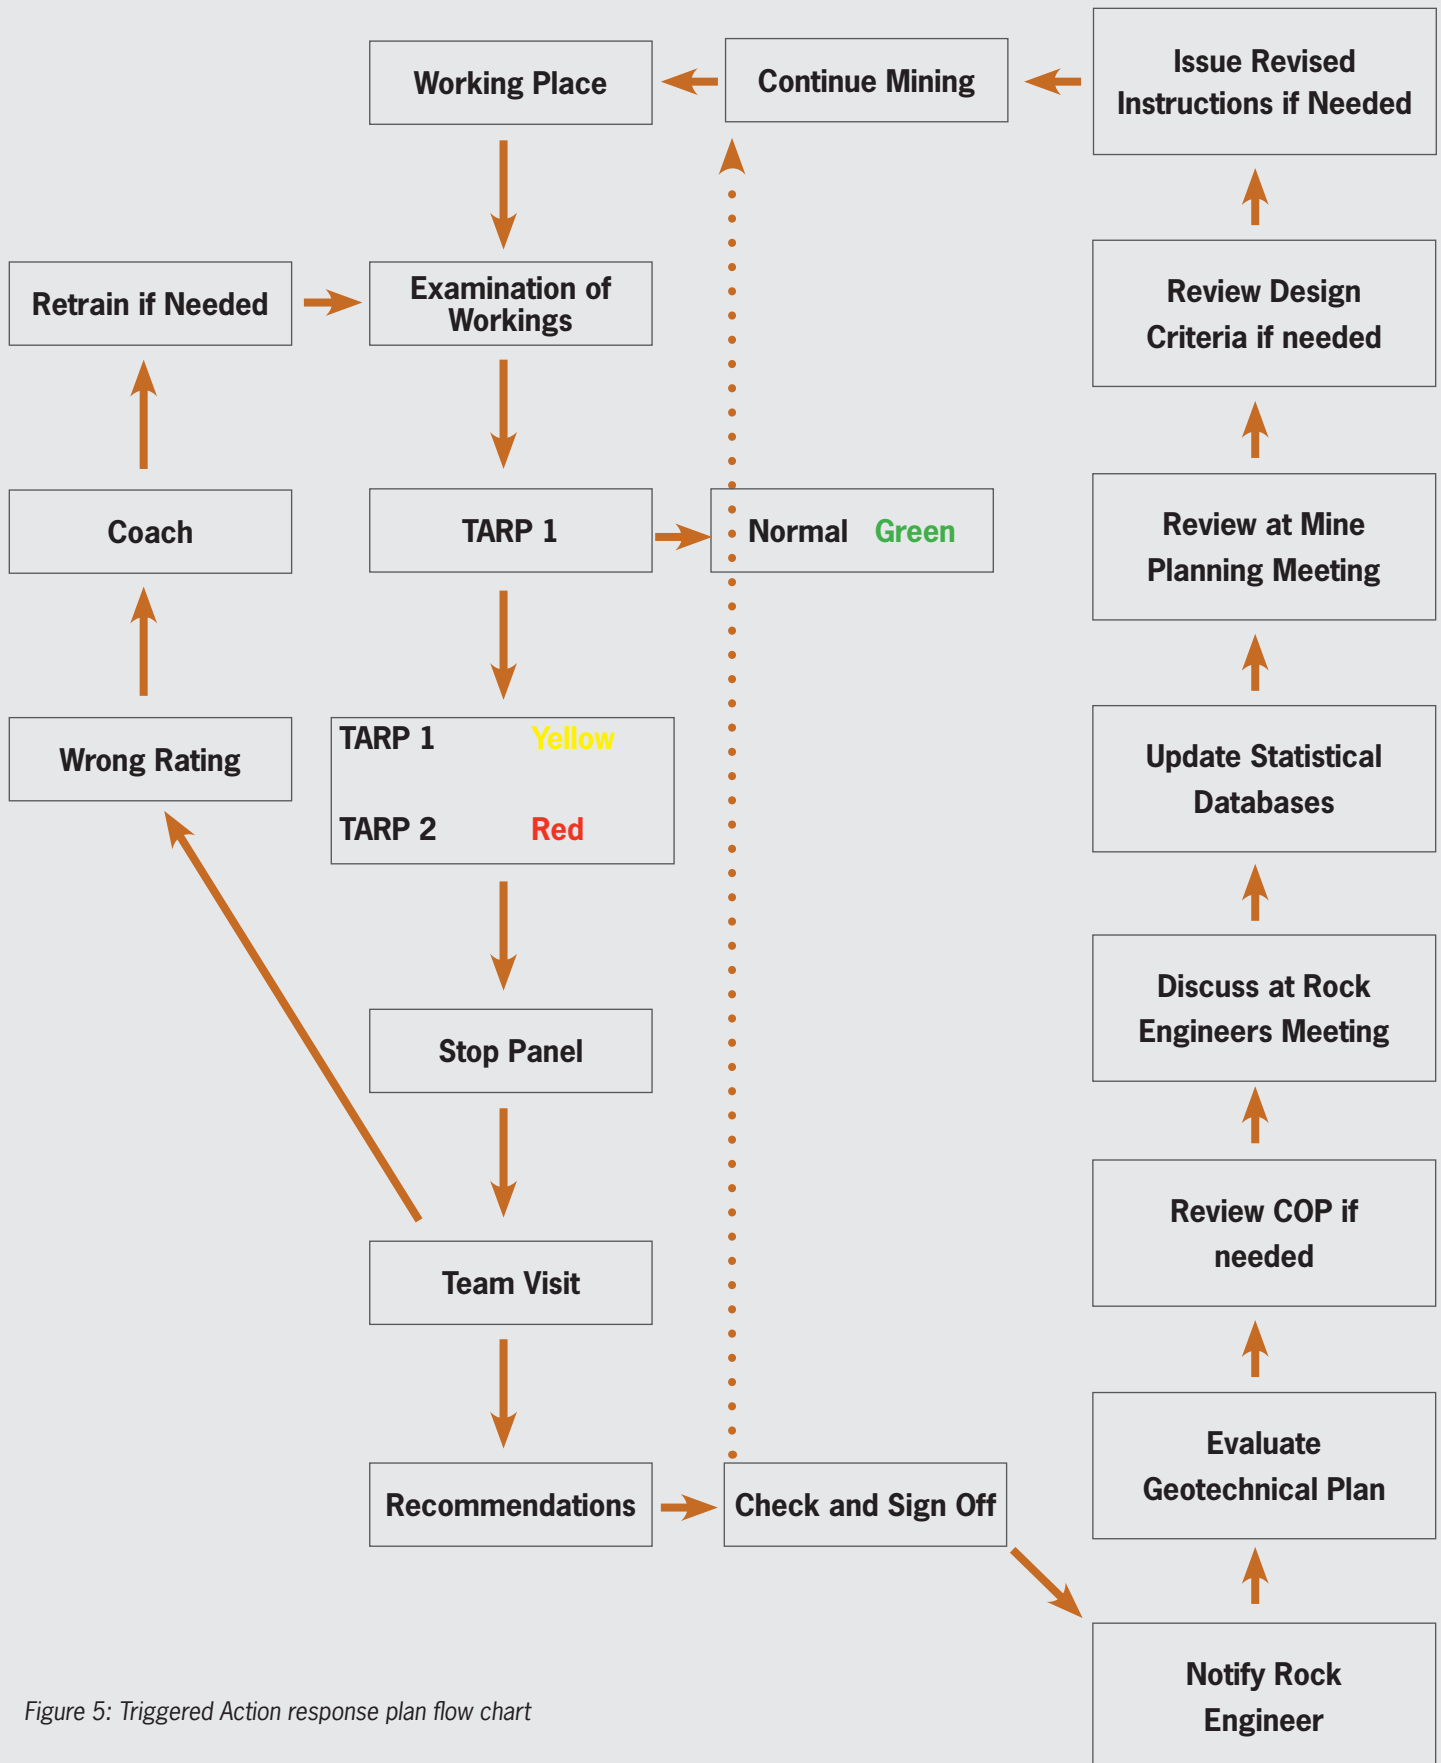 Working Place
Continue Mining
Issue Revised
Instructions if Needed
Retrain if Needed
Examination of
Workings
Review Design
Criteria if needed
Coach
TARP 1
Normal Green
Review at Mine
Planning Meeting
Wrong Rating
TARP 1 Yellow
TARP 2 Red
Update Statistical
Databases
Stop Panel
Discuss at Rock
Engineers Meeting
Team Visit
Review COP if
needed
Recommendations
Check and Sign Off
Evaluate
Geotechnical Plan
Notify Rock
Engineer
Figure 5: Triggered Action response plan flow chart